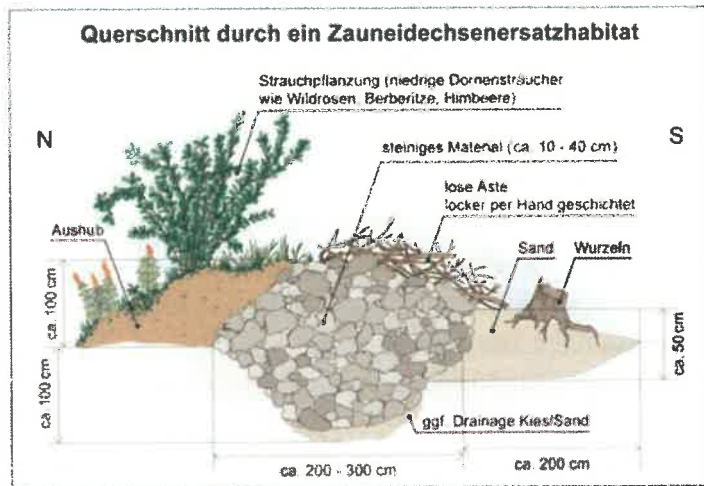 Querschnitt durch ein Zauneidechsenersatzhabitat
Strauchpflanzung (niedrige Dornensträucher
wie Wildrosen, Berberitze, Himbeere)
N
S
steiniges Material (ca. 10 - 40 cm)
lose Äste
locker per Hand geschichtet
Aushub
Sand
Wurzeln
ca. 100 cm
ca. 100 cm
ca. 50 cm
ggf. Drainage Kies/Sand
ca. 200 - 300 cm
ca. 200 cm